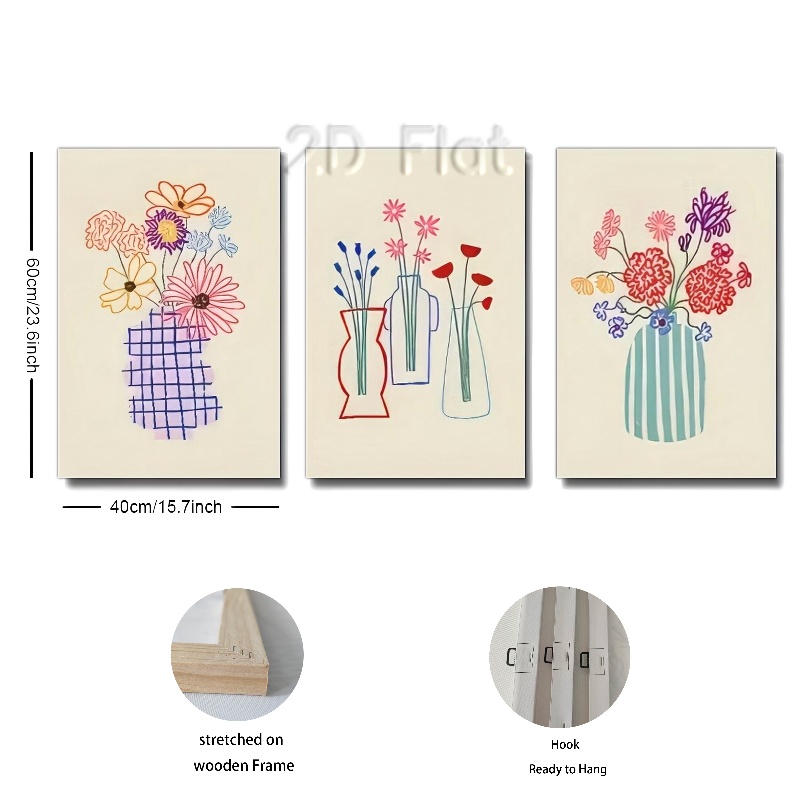 2D Flat
60cm/23.6inch
40cm/15.7inch
stretched on
wooden Frame
Hook
Ready to Hang